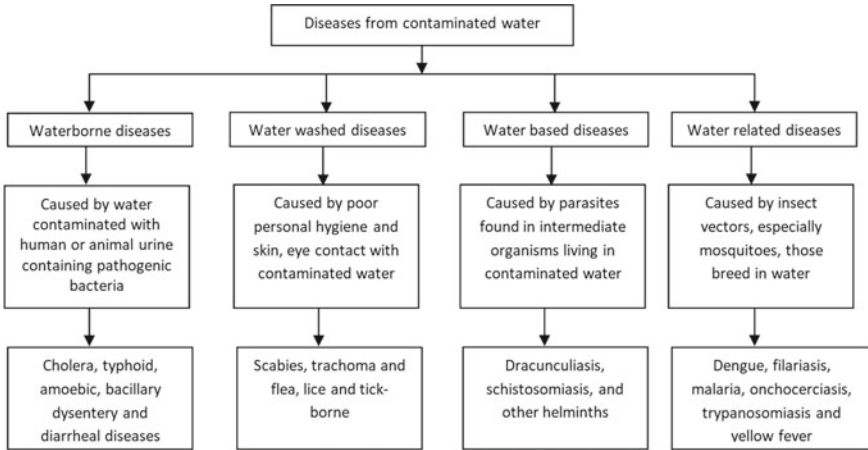 Diseases from contaminated water
Waterborne diseases
Water washed diseases
Water based diseases
Water related diseases
Caused by water
contaminated with
human or animal urine
containing pathogenic
bacteria
Caused by poor
personal hygiene and
skin, eye contact with
contaminated water
Caused by parasites
found in intermediate
organisms living in
contaminated water
Caused by insect
vectors, especially
mosquitoes, those
breed in water
Cholera, typhoid,
amoebic, bacillary
dysentery and
diarrheal diseases
Scabies, trachoma and
flea, lice and tick-
borne
Dracunculiasis,
schistosomiasis, and
other helminths
Dengue, filariasis,
malaria, onchocerciasis,
trypanosomiasis and
yellow fever